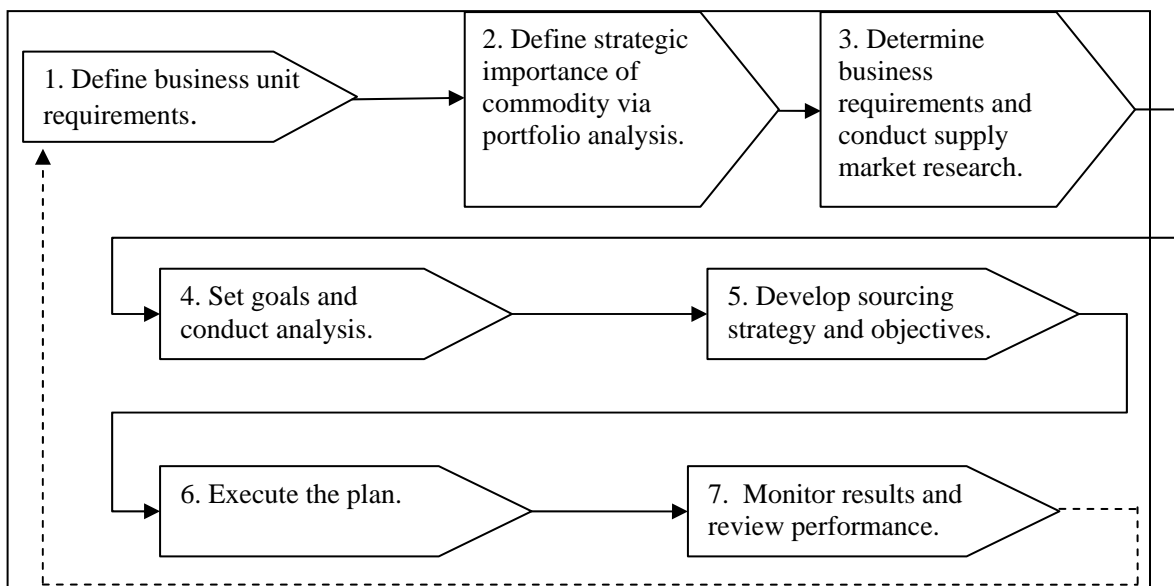 1. Define business unit
requirements.
2. Define strategic
importance of
commodity via
portfolio analysis.
3. Determine
business
requirements and
conduct supply
market research.
4. Set goals and
conduct analysis.
5. Develop sourcing
strategy and objectives.
6. Execute the plan.
7.  Monitor results and
review performance.